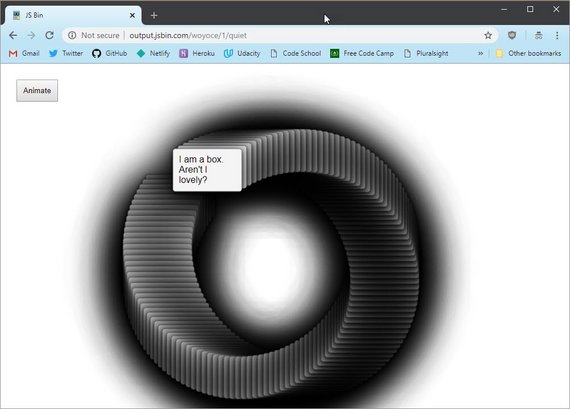 JS Bin
Not secure | output.jsbin.com/woyoce/1/quiet
Gmail Twitter GitHub Netlify Heroku Udacity Code School Free Code Camp Pluralsight » Other bookmarks
Animate
I am a box.
Aren't I
lovely?